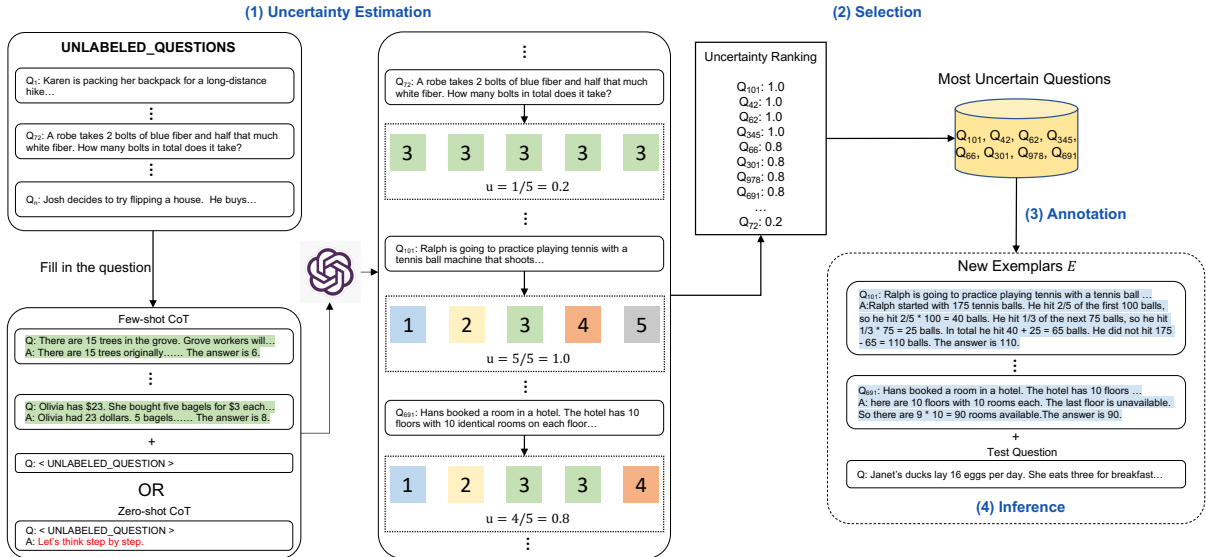 (1) Uncertainty Estimation
UNLABELED_QUESTIONS
Q1: Karen is packing her backpack for a long-distance
hike…
Q72: A robe takes 2 bolts of blue fiber and half that much
white fiber. How many bolts in total does it take?
Qn: Josh decides to try flipping a house.  He buys…
Fill in the question
Few-shot CoT
Q: There are 15 trees in the grove. Grove workers will…
A: There are 15 trees originally…… The answer is 6.
Q: Olivia has $23. She bought five bagels for $3 each…
A: Olivia had 23 dollars. 5 bagels…… The answer is 8.
+
Q: < UNLABELED_QUESTION >
OR
Zero-shot CoT
Q: < UNLABELED_QUESTION >
A: Let's think step by step.
Q72: A robe takes 2 bolts of blue fiber and half that much
white fiber. How many bolts in total does it take?
3 3 3 3 3
u = 1/5 = 0.2
Q101: Ralph is going to practice playing tennis with a
tennis ball machine that shoots…
1 2 3 4 5
u = 5/5 = 1.0
Q691: Hans booked a room in a hotel. The hotel has 10
floors with 10 identical rooms on each floor…
1 2 3 3 4
u = 4/5 = 0.8
(2) Selection
Uncertainty Ranking
Q101: 1.0
Q42: 1.0
Q62: 1.0
Q345: 1.0
Q66: 0.8
Q301: 0.8
Q978: 0.8
Q691: 0.8
…
Q72: 0.2
Most Uncertain Questions
Q101, Q42, Q62, Q345,
Q66, Q301, Q978, Q691
(3) Annotation
New Exemplars E
Q101: Ralph is going to practice playing tennis with a tennis ball …
A:Ralph started with 175 tennis balls. He hit 2/5 of the first 100 balls,
so he hit 2/5 * 100 = 40 balls. He hit 1/3 of the next 75 balls, so he hit
1/3 * 75 = 25 balls. In total he hit 40 + 25 = 65 balls. He did not hit 175
- 65 = 110 balls. The answer is 110.
Q691: Hans booked a room in a hotel. The hotel has 10 floors …
A: here are 10 floors with 10 rooms each. The last floor is unavailable.
So there are 9 * 10 = 90 rooms available.The answer is 90.
+
Test Question
Q: Janet's ducks lay 16 eggs per day. She eats three for breakfast…
(4) Inference